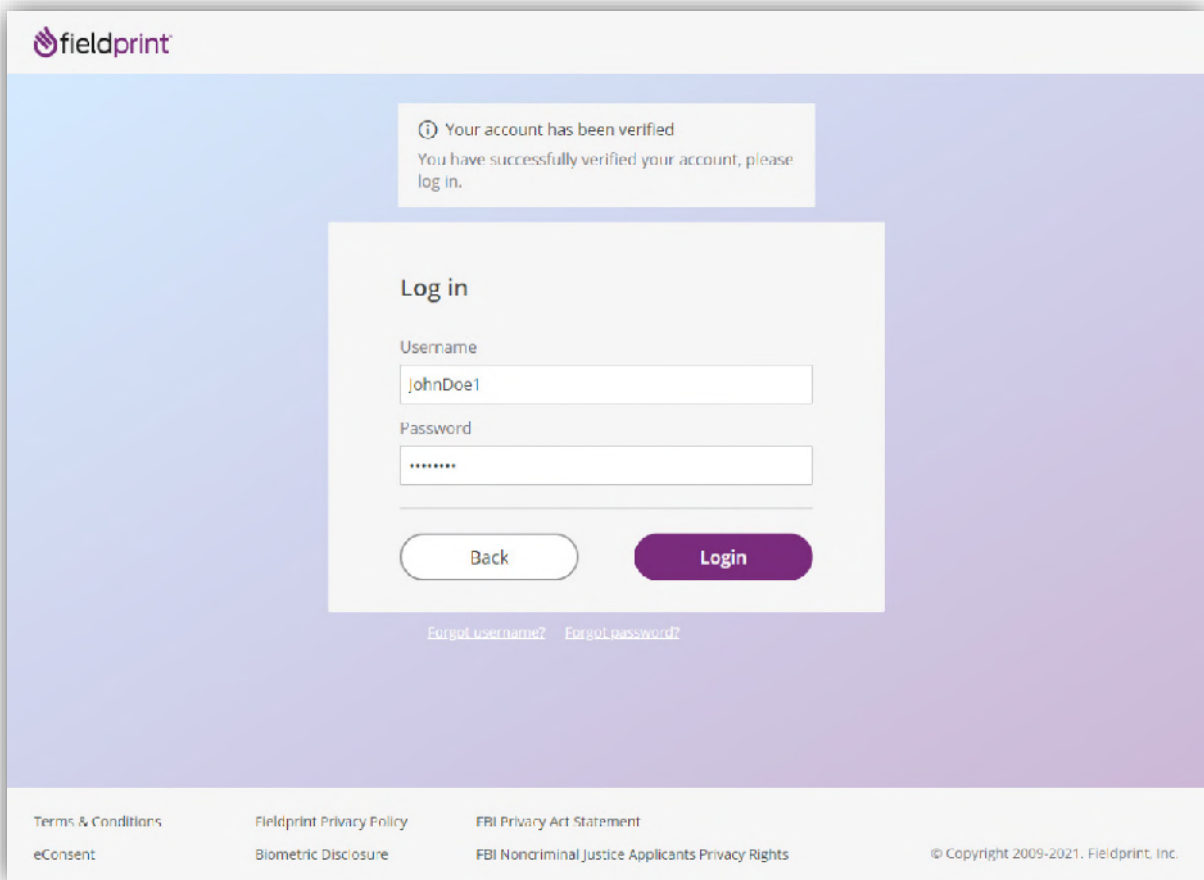 fieldprint
Your account has been verified
You have successfully verified your account, please
log in.
Log in
Username
JohnDoe1
Password
••••••••
Back
Login
Forgot username? Forgot password?
Terms & Conditions
Fieldprint Privacy Policy
FBI Privacy Act Statement
eConsent
Biometric Disclosure
FBI Noncriminal Justice Applicants Privacy Rights
© Copyright 2009-2021. Fieldprint, Inc.